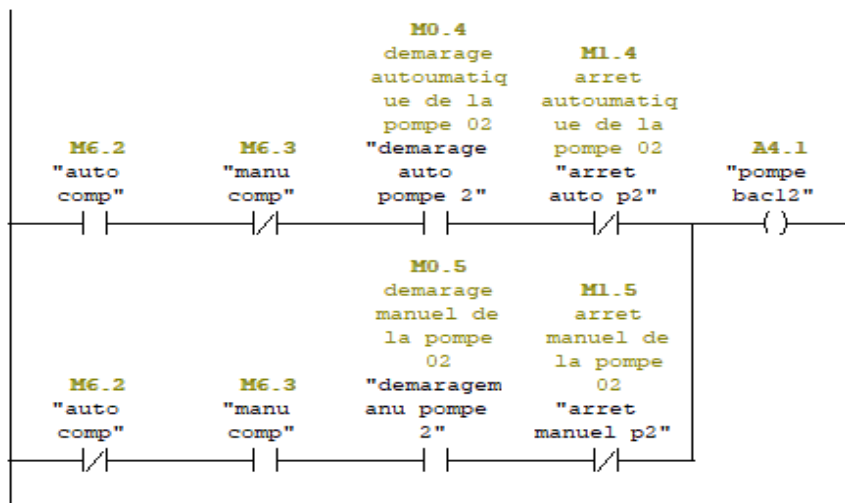 M0.4
demarage
autoumatiq
ue de la
pompe 02
"demarage
auto
pompe 2"
M1.4
arret
autoumatiq
ue de la
pompe 02
"arret
auto p2"
M6.2
"auto
comp"
M6.3
"manu
comp"
A4.1
"pompe
bacl2"
M0.5
demarage
manuel de
la pompe
02
"demaragem
anu pompe
2"
M1.5
arret
manuel de
la pompe
02
"arret
manuel p2"
M6.2
"auto
comp"
M6.3
"manu
comp"